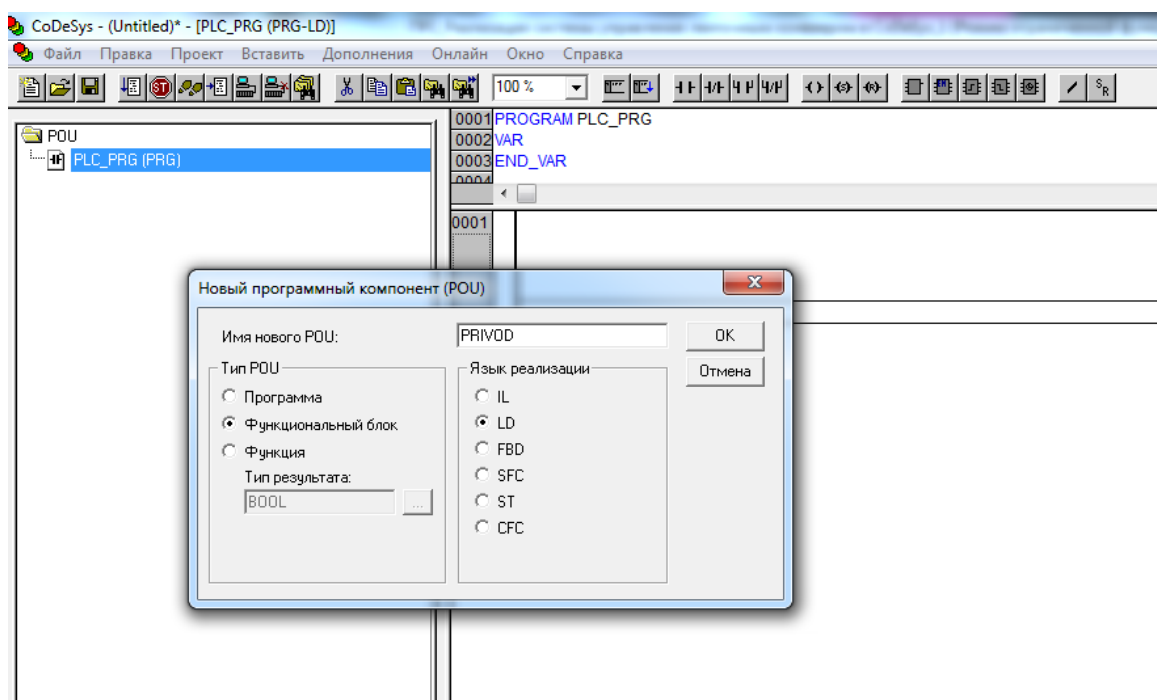 CoDeSys - (Untitled)* - [PLC_PRG (PRG-LD)]
Файл Правка Проект Вставить Дополнения Онлайн Окно Справка
100 %
POU
PLC_PRG (PRG)
0001 PROGRAM PLC_PRG
0002 VAR
0003 END_VAR
0004
0001
Новый программный компонент (POU)
Имя нового POU:
PRIVOD
OK
Отмена
Тип POU
Программа
Функциональный блок
Функция
Тип результата:
BOOL
...
Язык реализации
IL
LD
FBD
SFC
ST
CFC